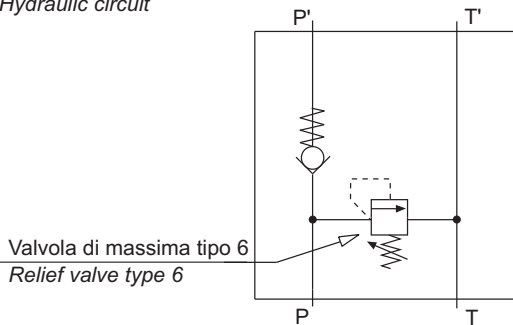 Hydraulic circuit
P' T'
Valvola di massima tipo 6
Relief valve type 6
P T